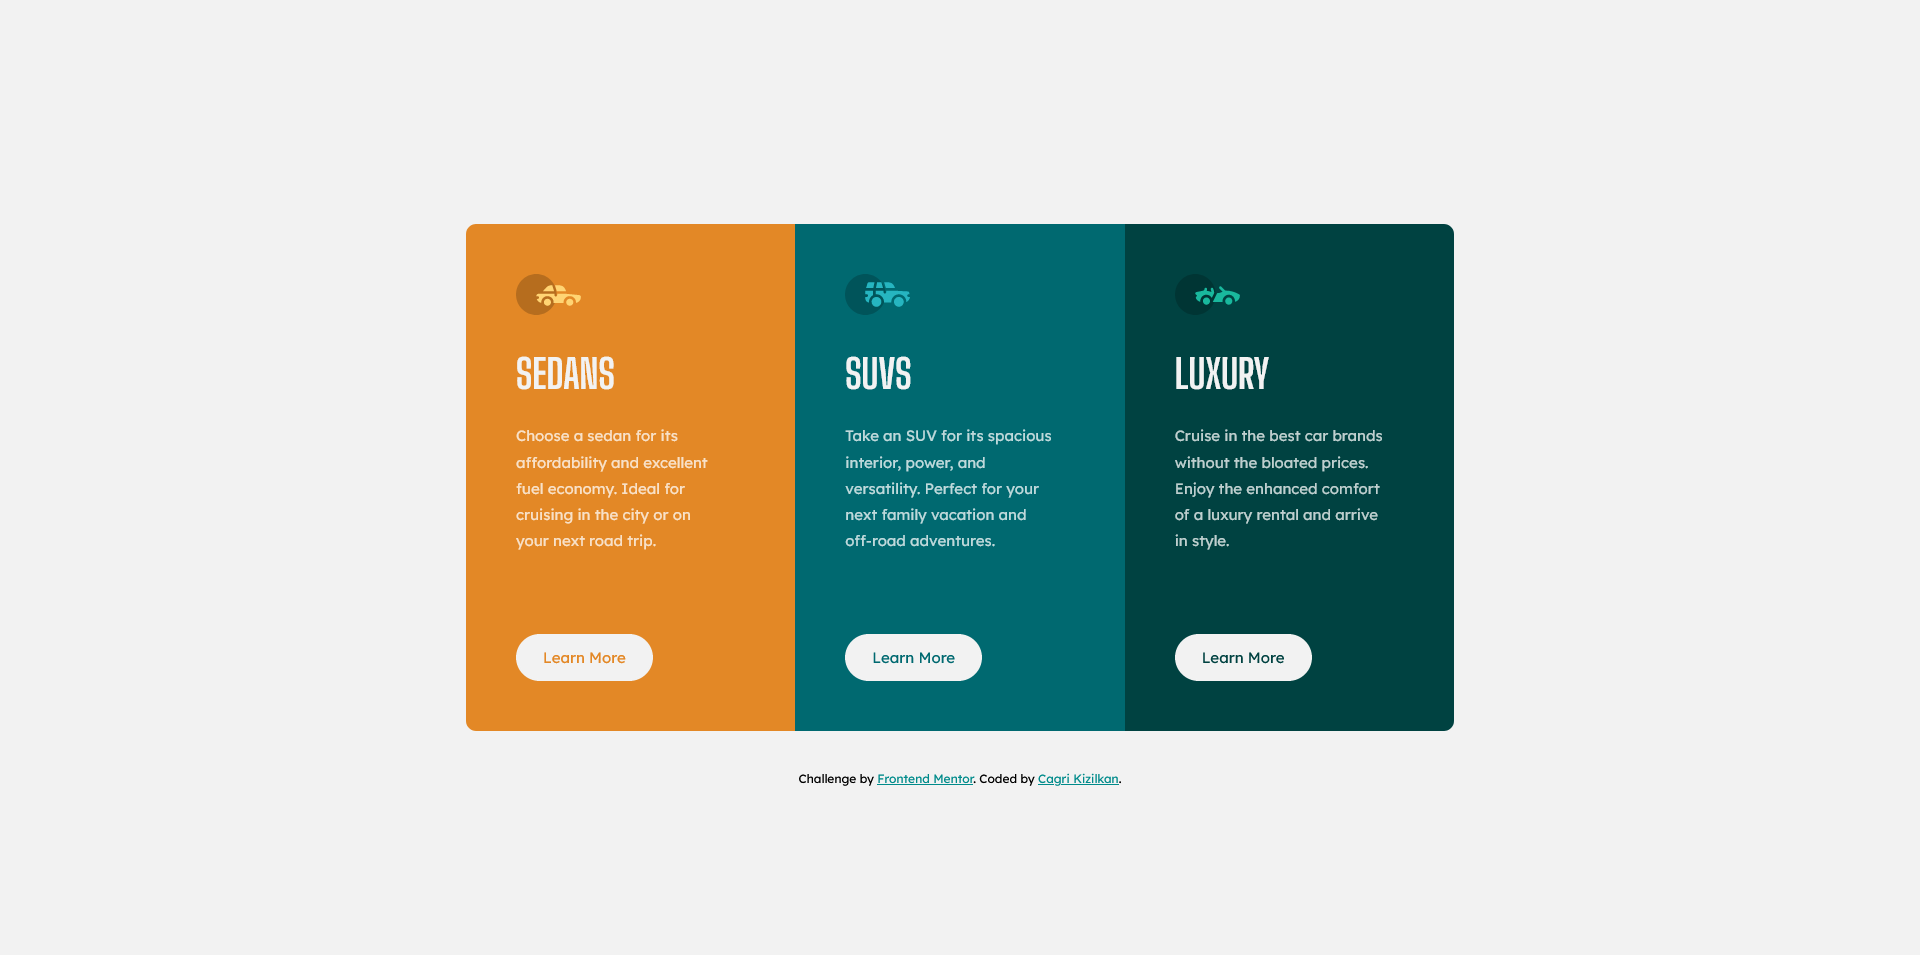 SEDANS
Choose a sedan for its
affordability and excellent
fuel economy. Ideal for
cruising in the city or on
your next road trip.
Learn More
SUVS
Take an SUV for its spacious
interior, power, and
versatility. Perfect for your
next family vacation and
off-road adventures.
Learn More
LUXURY
Cruise in the best car brands
without the bloated prices.
Enjoy the enhanced comfort
of a luxury rental and arrive
in style.
Learn More
Challenge by Frontend Mentor. Coded by Cagri Kizilkan.